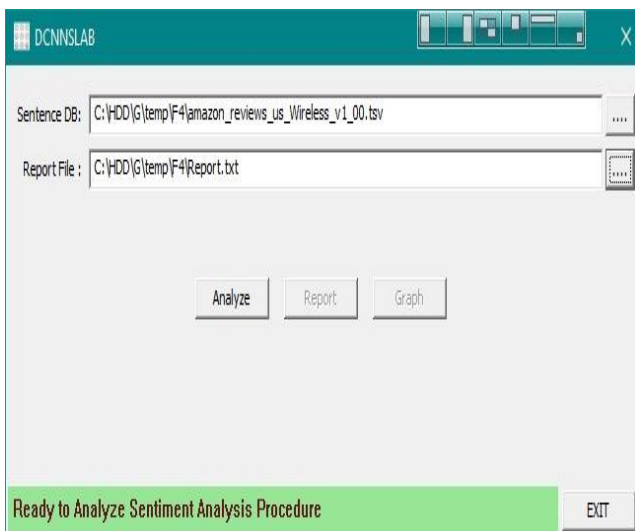 DCNNSLAB X
Sentence DB: C:\HDD\G\temp\F4\amazon_reviews_us_Wireless_v1_00.tsv ....
Report File : C:\HDD\G\temp\F4\Report.txt ....
Analyze Report Graph
Ready to Analyze Sentiment Analysis Procedure EXIT